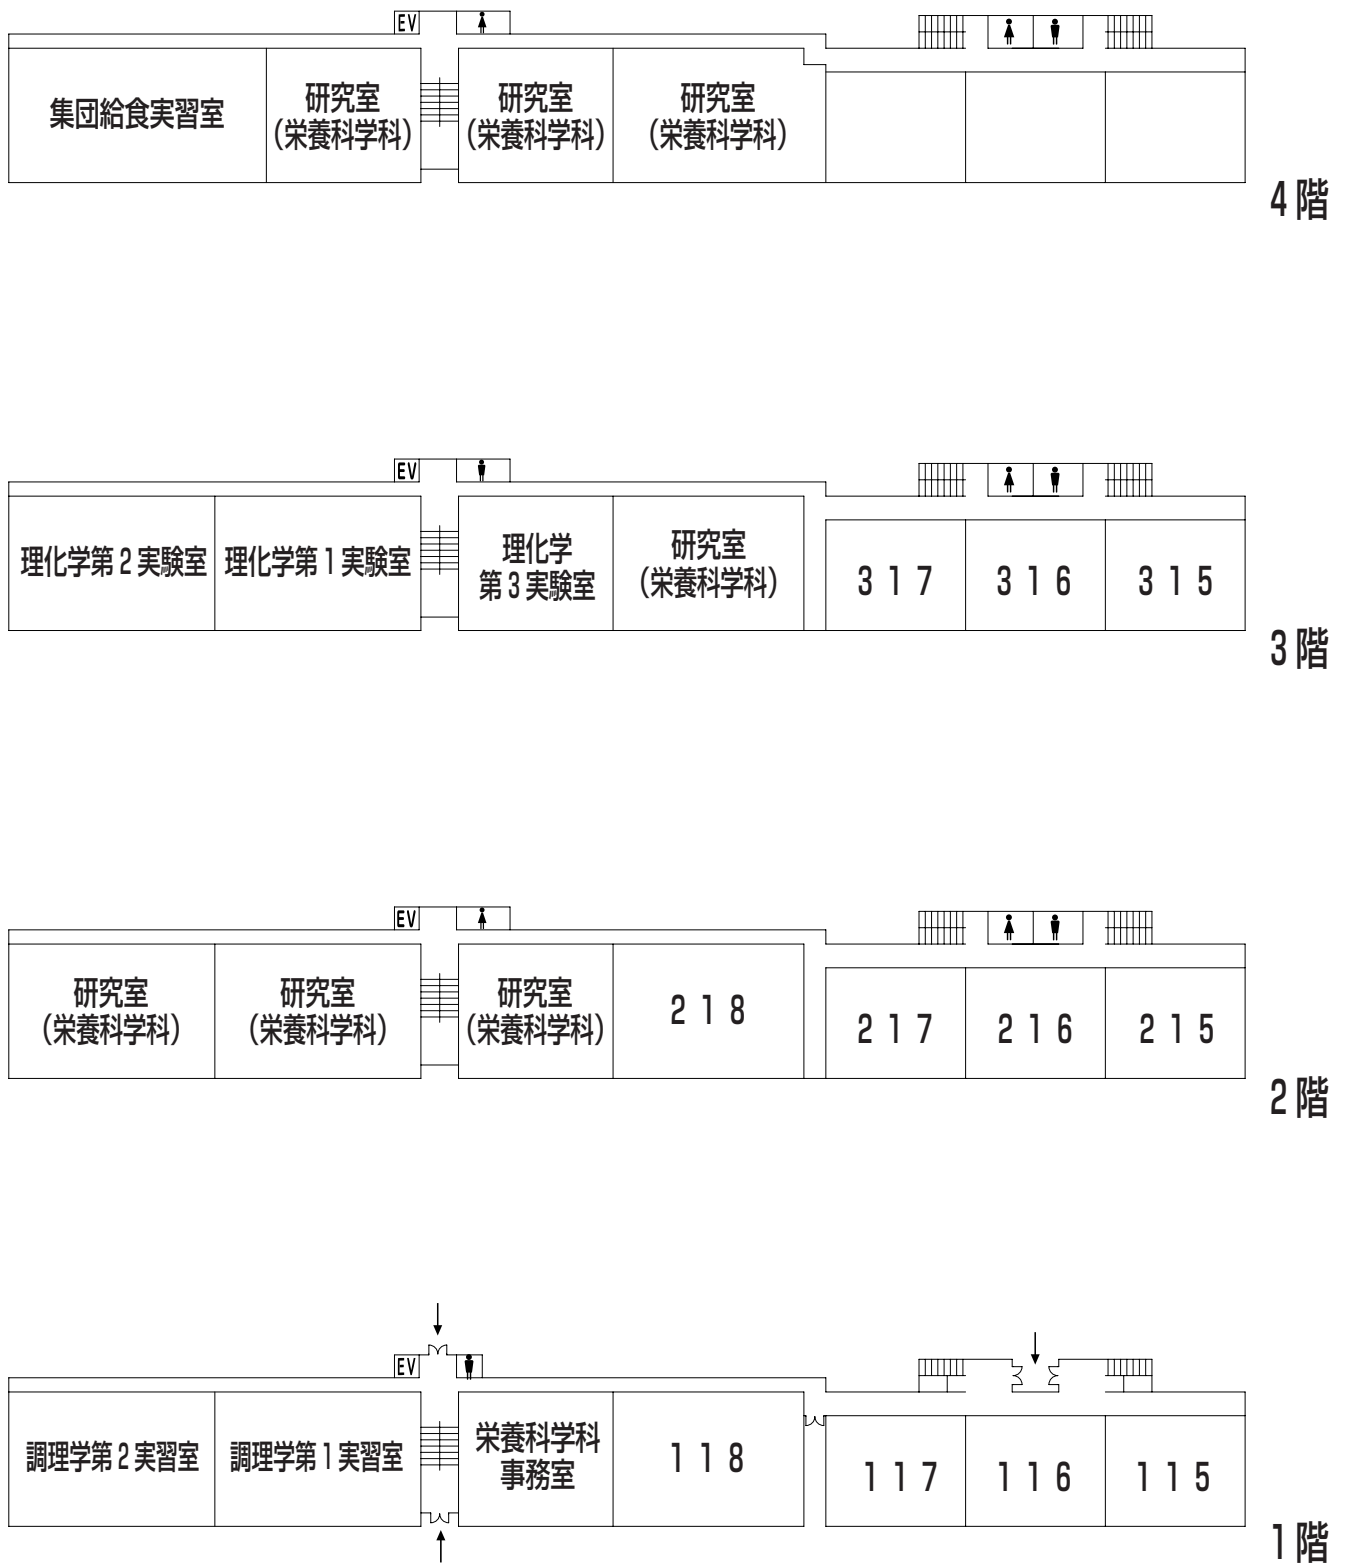 EV
集団給食実習室
研究室
(栄養科学科)
研究室
(栄養科学科)
研究室
(栄養科学科)
4階
EV
理化学第2実験室
理化学第1実験室
理化学
第3実験室
研究室
(栄養科学科)
317
316
315
3階
EV
研究室
(栄養科学科)
研究室
(栄養科学科)
研究室
(栄養科学科)
218
217
216
215
2階
EV
調理学第2実習室
調理学第1実習室
栄養科学科
事務室
118
117
116
115
1階